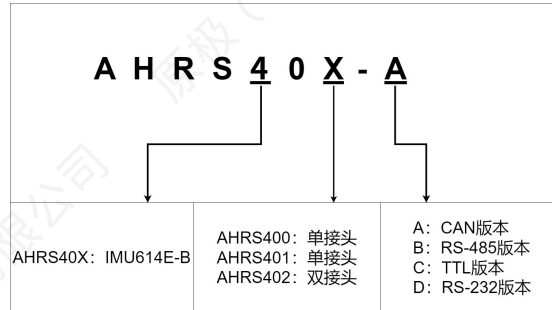 AHRS40X-A
AHRS40X：IMU614E-B
AHRS400：单接头
AHRS401：单接头
AHRS402：双接头
A：CAN版本
B：RS-485版本
C：TTL版本
D：RS-232版本